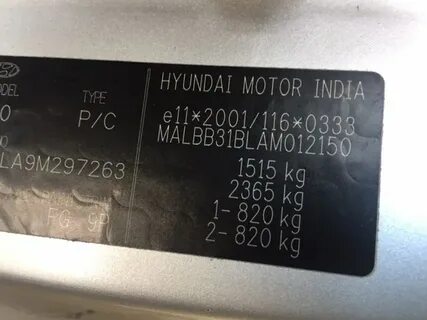 HYUNDAI MOTOR INDIA
TYPE
P/C
e11*2001/116*0333
MALBB31BLAM012150
LA9M297263
1515 kg
2365 kg
1- 820 kg
2- 820 kg
FG 9P